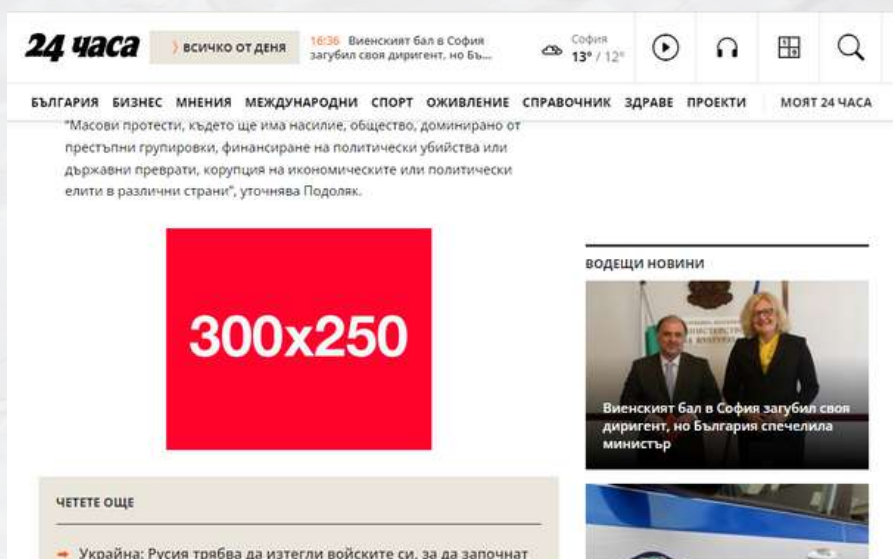 24 часа
⟩ ВСИЧКО ОТ ДЕНЯ
16:36 Виенският бал в София
загубил своя диригент, но Бъ...
София
13° / 12°
БЪЛГАРИЯ БИЗНЕС МНЕНИЯ МЕЖДУНАРОДНИ СПОРТ ОЖИВЛЕНИЕ СПРАВОЧНИК ЗДРАВЕ ПРОЕКТИ МОЯТ 24 ЧАСА
"Масови протести, където ще има насилие, общество, доминирано от
престъпни групировки, финансиране на политически убийства или
държавни преврати, корупция на икономическите или политически
елити в различни страни", уточнява Подоляк.
300x250
ВОДЕЩИ НОВИНИ
Виенският бал в София загубил своя
диригент, но България спечелила
министър
ЧЕТЕТЕ ОЩЕ
Украйна: Русия трябва да изтегли войските си, за да започнат